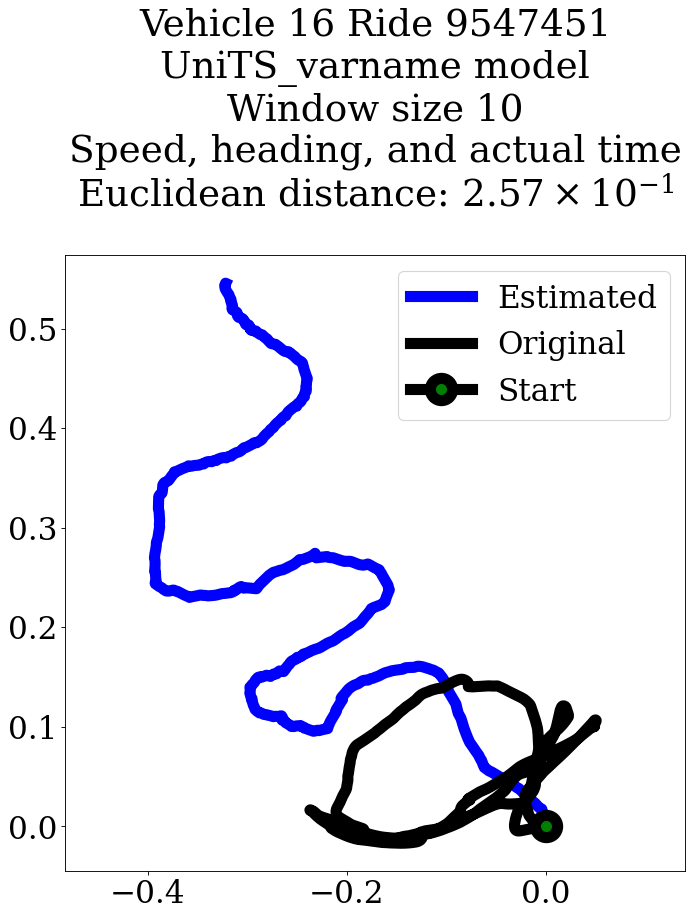 Vehicle 16 Ride 9547451
UniTS_varname model
Window size 10
Speed, heading, and actual time
Euclidean distance: 2.57 × 10⁻¹
Estimated
Original
Start
0.5
0.4
0.3
0.2
0.1
0.0
−0.4 −0.2 0.0